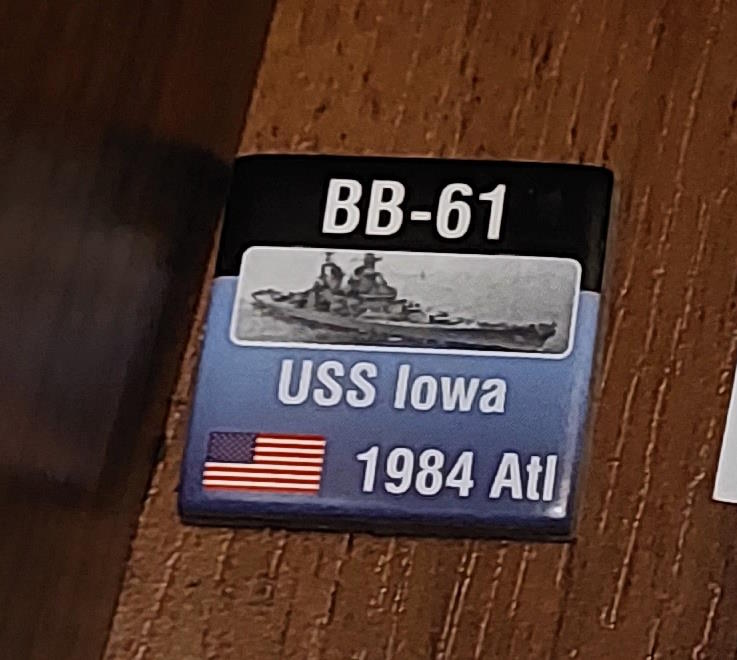 BB-61
USS Iowa
1984 Atl